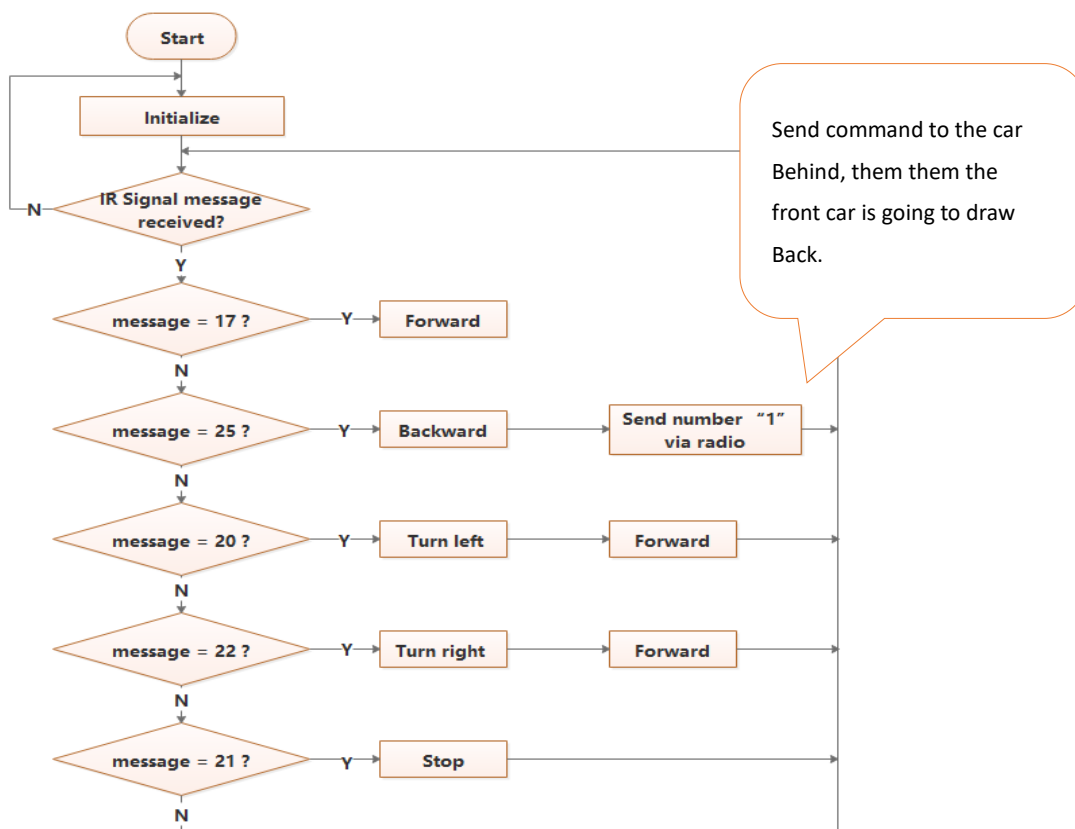 Start
Initialize
IR Signal message
received?
N
Y
message = 17 ?
Y
Forward
N
message = 25 ?
Y
Backward
Send number “1”
via radio
N
message = 20 ?
Y
Turn left
Forward
N
message = 22 ?
Y
Turn right
Forward
N
message = 21 ?
Y
Stop
N
Send command to the car
Behind, them them the
front car is going to draw
Back.